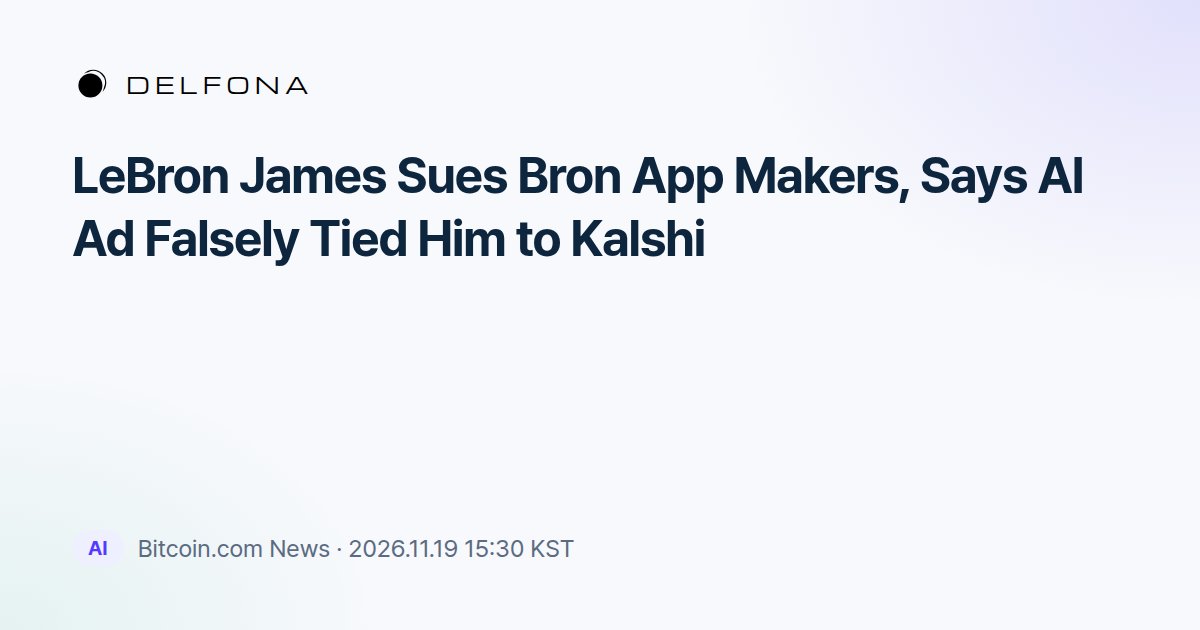 DELFONA
LeBron James Sues Bron App Makers, Says AI
Ad Falsely Tied Him to Kalshi
AI Bitcoin.com News · 2026.11.19 15:30 KST